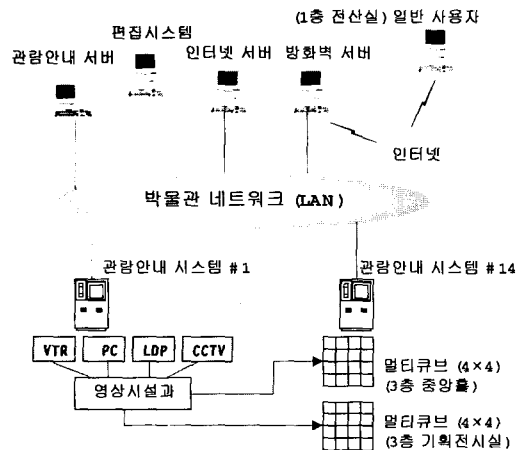 (1층 전산실) 일반 사용자
편집시스템
관람안내 서버
인터넷 서버
방화벽 서버
인터넷
박물관 네트워크 (LAN)
관람안내 시스템 #1
관람안내 시스템 #14
VTR
PC
LDP
CCTV
영상시설과
멀티큐브 (4×4)
(3층 중앙홀)
멀티큐브 (4×4)
(3층 기획전시실)